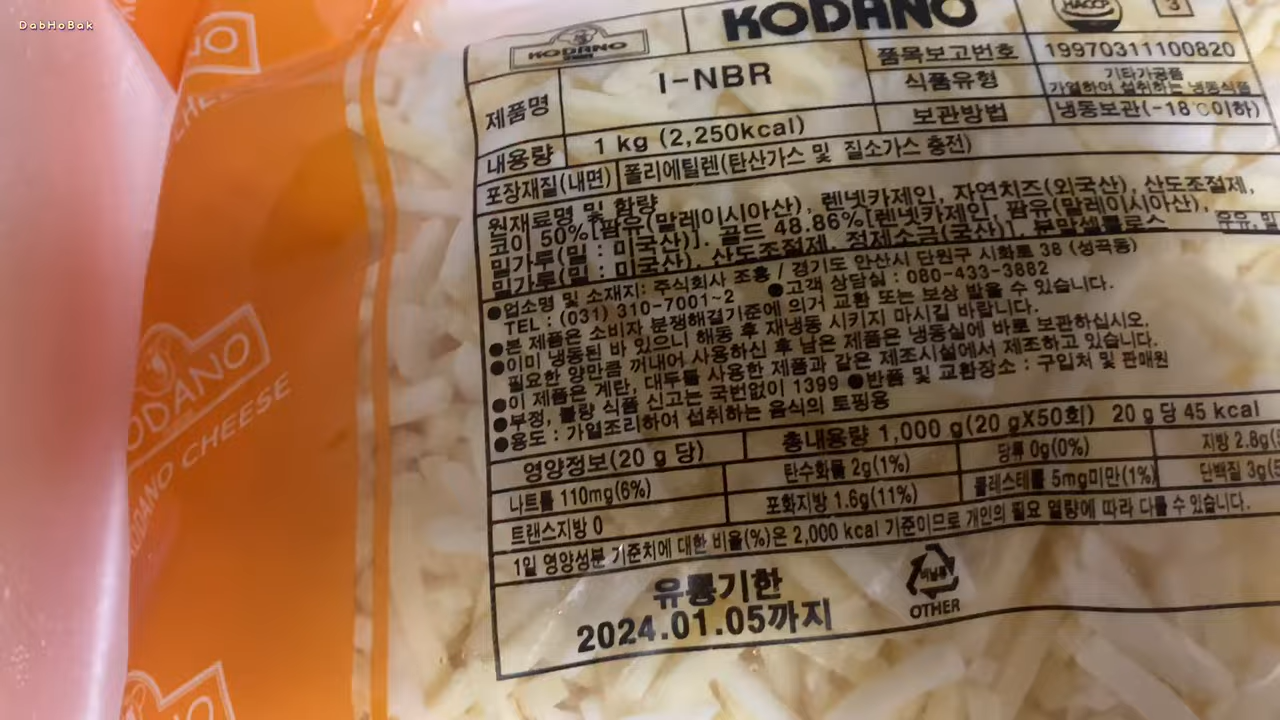 DabHoBak
KODANO
KODANO
HACCP
제품명
I-NBR
품목보고번호
19970311100820
식품유형
기타가공품
가열하여 섭취하는 냉동식품
내용량
1 kg (2,250kcal)
보관방법
냉동보관(-18℃이하)
포장재질(내면)
폴리에틸렌(탄산가스 및 질소가스 충전)
원재료명 및 함량
코이 50%[팜유(말레이시아산), 렌넷카제인, 자연치즈(외국산), 산도조절제,
밀가루(밀 : 미국산)]. 골드 48.86%[렌넷카제인, 팜유(말레이시아산),
밀가루(밀 : 미국산), 산도조절제, 정제소금(국산)], 분말셀룰로스
우유, 밀
●업소명 및 소재지: 주식회사 조흥 / 경기도 안산시 단원구 시화로 38 (성곡동)
TEL : (031) 310-7001~2 ●고객 상담실 : 080-433-3882
●본 제품은 소비자 분쟁해결기준에 의거 교환 또는 보상 받을 수 있습니다.
●이미 냉동된 바 있으니 해동 후 재냉동 시키지 마시길 바랍니다.
필요한 양만큼 꺼내어 사용하신 후 남은 제품은 냉동실에 바로 보관하십시오.
●이 제품은 계란, 대두를 사용한 제품과 같은 제조시설에서 제조하고 있습니다.
●부정, 불량 식품 신고는 국번없이 1399 ●반품 및 교환장소 : 구입처 및 판매원
●용도 : 가열조리하여 섭취하는 음식의 토핑용
영양정보(20 g 당)
총내용량 1,000 g(20 gX50회) 20 g 당 45 kcal
나트륨 110mg(6%)
탄수화물 2g(1%)
당류 0g(0%)
지방 2.8g
트랜스지방 0
포화지방 1.6g(11%)
콜레스테롤 5mg미만(1%)
단백질 3g
1일 영양성분 기준치에 대한 비율(%)은 2,000 kcal 기준이므로 개인의 필요 열량에 따라 다를 수 있습니다.
유통기한
2024.01.05까지
비닐류
OTHER
KODANO
KODANO CHEESE